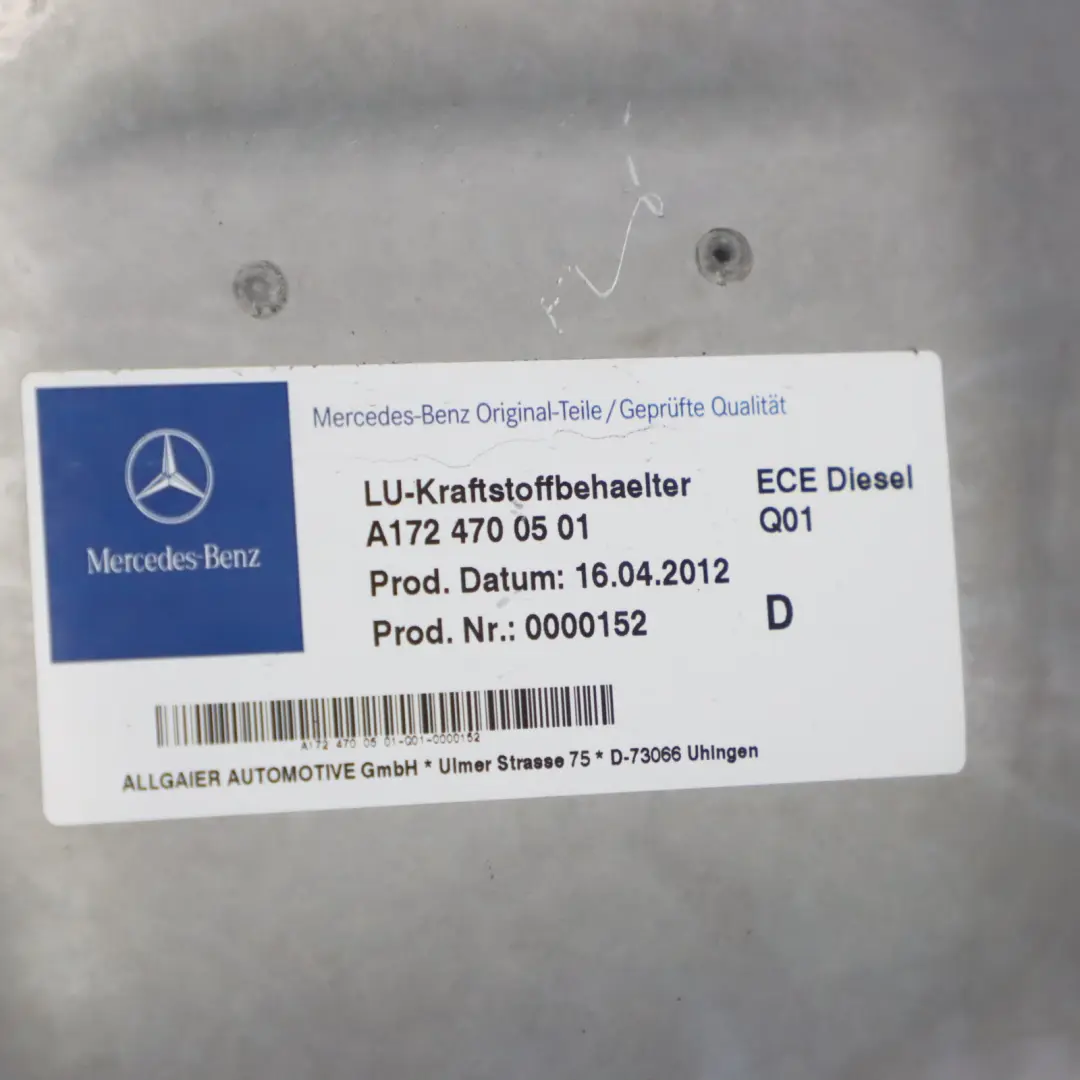 Mercedes-Benz
Mercedes-Benz Original-Teile / Geprüfte Qualität
LU-Kraftstoffbehaelter ECE Diesel
A172 470 05 01 Q01
Prod. Datum: 16.04.2012
Prod. Nr.: 0000152 D
A172 470 05 01-Q01-0000152
ALLGAIER AUTOMOTIVE GmbH * Ulmer Strasse 75 * D-73066 Uhingen